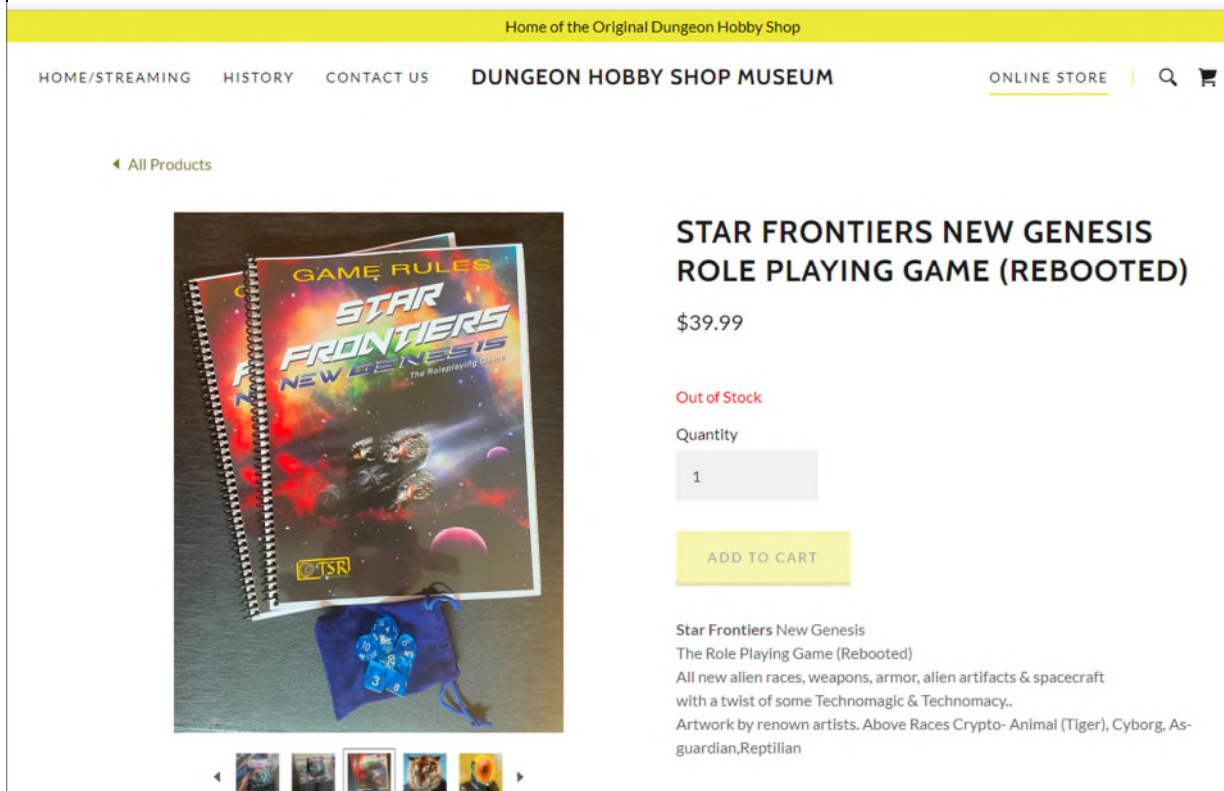 Home of the Original Dungeon Hobby Shop
HOME/STREAMING HISTORY CONTACT US DUNGEON HOBBY SHOP MUSEUM ONLINE STORE
All Products
GAME RULES
STAR
FRONTIERS
NEW GENESIS
The Roleplaying Game
TSR
STAR FRONTIERS NEW GENESIS
ROLE PLAYING GAME (REBOOTED)
$39.99
Out of Stock
Quantity
1
ADD TO CART
Star Frontiers New Genesis
The Role Playing Game (Rebooted)
All new alien races, weapons, armor, alien artifacts & spacecraft
with a twist of some Technomagic & Technomacy..
Artwork by renown artists. Above Races Crypto- Animal (Tiger), Cyborg, As-
guardian,Reptilian